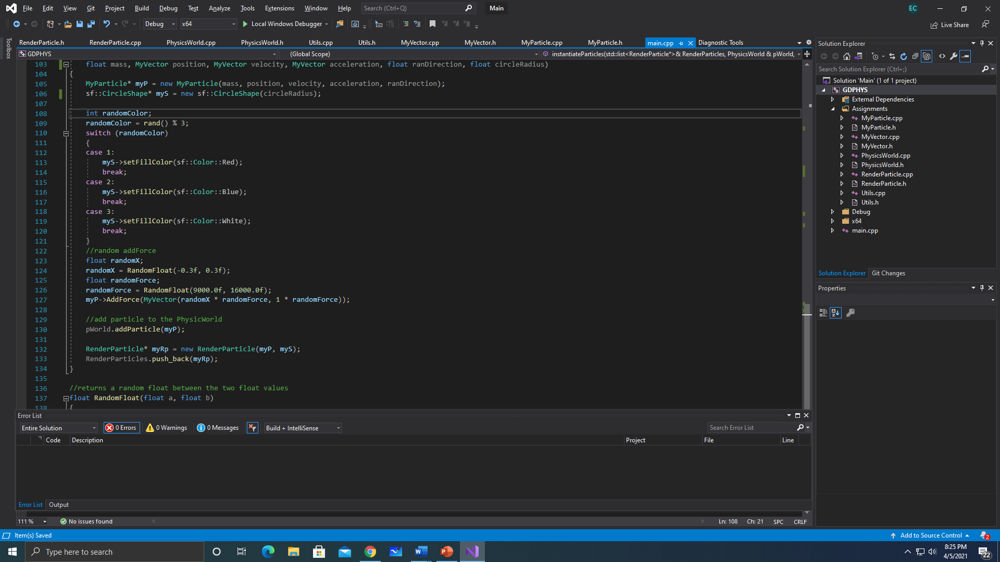 File Edit View Git Project Build Debug Test Analyze Tools Extensions Window Help Search (Ctrl+Q) Main EC
Debug x64 Local Windows Debugger Live Share
Toolbox
RenderParticle.h RenderParticle.cpp PhysicsWorld.cpp PhysicsWorld.h Utils.cpp Utils.h MyVector.cpp MyVector.h MyParticle.cpp MyParticle.h main.cpp Diagnostic Tools
GDPHYS (Global Scope) instantiateParticles(std::list<RenderParticle*>& RenderParticles, PhysicsWorld & pWorld,
103 float mass, MyVector position, MyVector velocity, MyVector acceleration, float ranDirection, float circleRadius)
104 {
105 MyParticle* myP = new MyParticle(mass, position, velocity, acceleration, ranDirection);
106 sf::CircleShape* myS = new sf::CircleShape(circleRadius);
107
108 int randomColor;
109 randomColor = rand() % 3;
110 switch (randomColor)
111 {
112 case 1:
113 myS->setFillColor(sf::Color::Red);
114 break;
115 case 2:
116 myS->setFillColor(sf::Color::Blue);
117 break;
118 case 3:
119 myS->setFillColor(sf::Color::White);
120 break;
121 }
122 //random addForce
123 float randomX;
124 randomX = RandomFloat(-0.3f, 0.3f);
125 float randomForce;
126 randomForce = RandomFloat(9000.0f, 16000.0f);
127 myP->AddForce(MyVector(randomX * randomForce, 1 * randomForce));
128
129 //add particle to the PhysicWorld
130 pWorld.addParticle(myP);
131
132 RenderParticle* myRp = new RenderParticle(myP, myS);
133 RenderParticles.push_back(myRp);
134 }
135
136 //returns a random float between the two float values
137 float RandomFloat(float a, float b)
138 {
Solution Explorer
Search Solution Explorer (Ctrl+;)
Solution 'Main' (1 of 1 project)
GDPHYS
External Dependencies
Assignments
MyParticle.cpp
MyParticle.h
MyVector.cpp
MyVector.h
PhysicsWorld.cpp
PhysicsWorld.h
RenderParticle.cpp
RenderParticle.h
Utils.cpp
Utils.h
Debug
x64
main.cpp
Solution Explorer Git Changes
Properties
Error List
Entire Solution 0 Errors 0 Warnings 0 Messages Build + IntelliSense Search Error List
Code Description Project File Line
Error List Output
111 % No issues found Ln: 108 Ch: 21 SPC CRLF
Item(s) Saved Add to Source Control 2
Type here to search 8:25 PM
4/5/2021
22